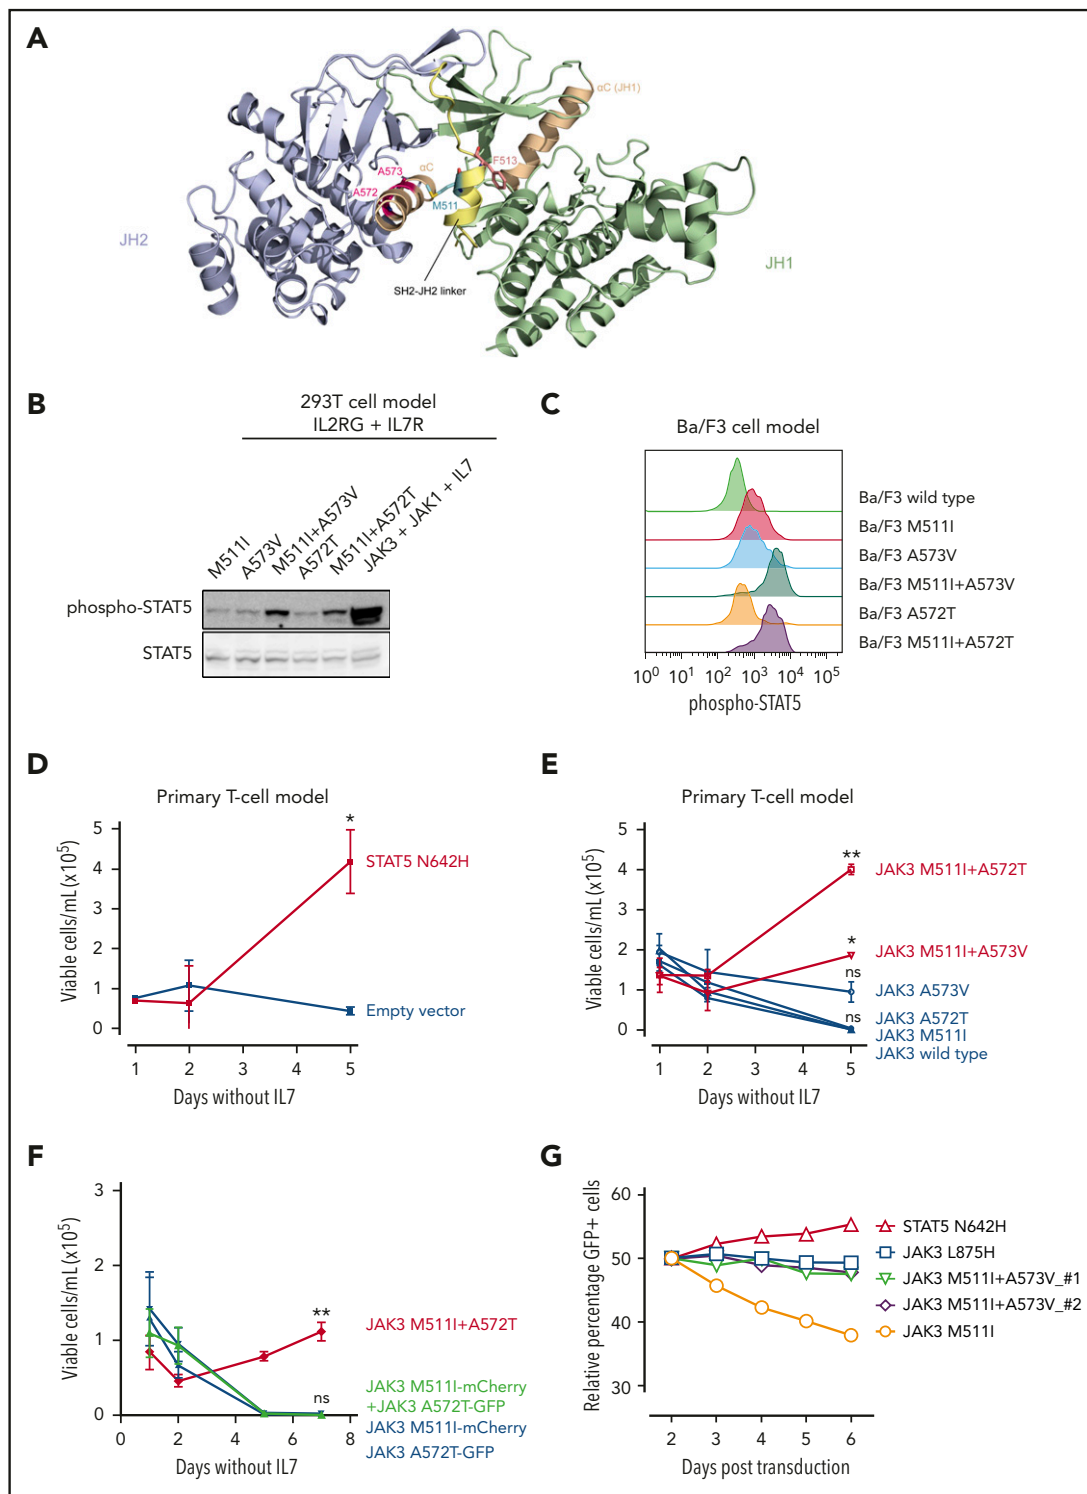 A
αC (JH1)
A573
F513
αC
A572
M511
JH2
JH1
SH2-JH2 linker
B
293T cell model
IL2RG + IL7R
M511I
A573V
M511I+A573V
A572T
M511I+A572T
JAK3 + JAK1 + IL7
phospho-STAT5
STAT5
C
Ba/F3 cell model
Ba/F3 wild type
Ba/F3 M511I
Ba/F3 A573V
Ba/F3 M511I+A573V
Ba/F3 A572T
Ba/F3 M511I+A572T
10⁰ 10¹ 10² 10³ 10⁴ 10⁵
phospho-STAT5
D
Primary T-cell model
Viable cells/mL (x10⁵)
5
4
3
2
1
0
*
STAT5 N642H
Empty vector
1 2 3 4 5
Days without IL7
E
Primary T-cell model
Viable cells/mL (x10⁵)
5
4
3
2
1
0
**
JAK3 M511I+A572T
*
JAK3 M511I+A573V
ns
JAK3 A573V
ns
JAK3 A572T
JAK3 M511I
JAK3 wild type
1 2 3 4 5
Days without IL7
F
Viable cells/mL (x10⁵)
3
2
1
0
**
JAK3 M511I+A572T
ns
JAK3 M511I-mCherry
+JAK3 A572T-GFP
JAK3 M511I-mCherry
JAK3 A572T-GFP
0 2 4 6 8
Days without IL7
G
Relative percentage GFP+ cells
60
50
40
30
STAT5 N642H
JAK3 L875H
JAK3 M511I+A573V_#1
JAK3 M511I+A573V_#2
JAK3 M511I
2 3 4 5 6
Days post transduction